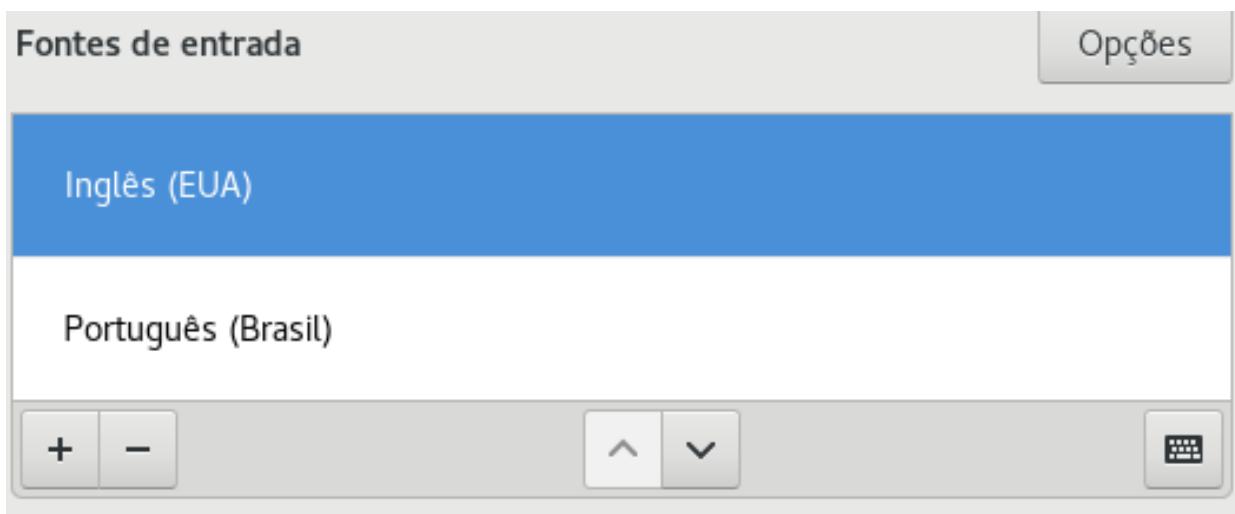 Fontes de entrada
Opções
Inglês (EUA)
Português (Brasil)